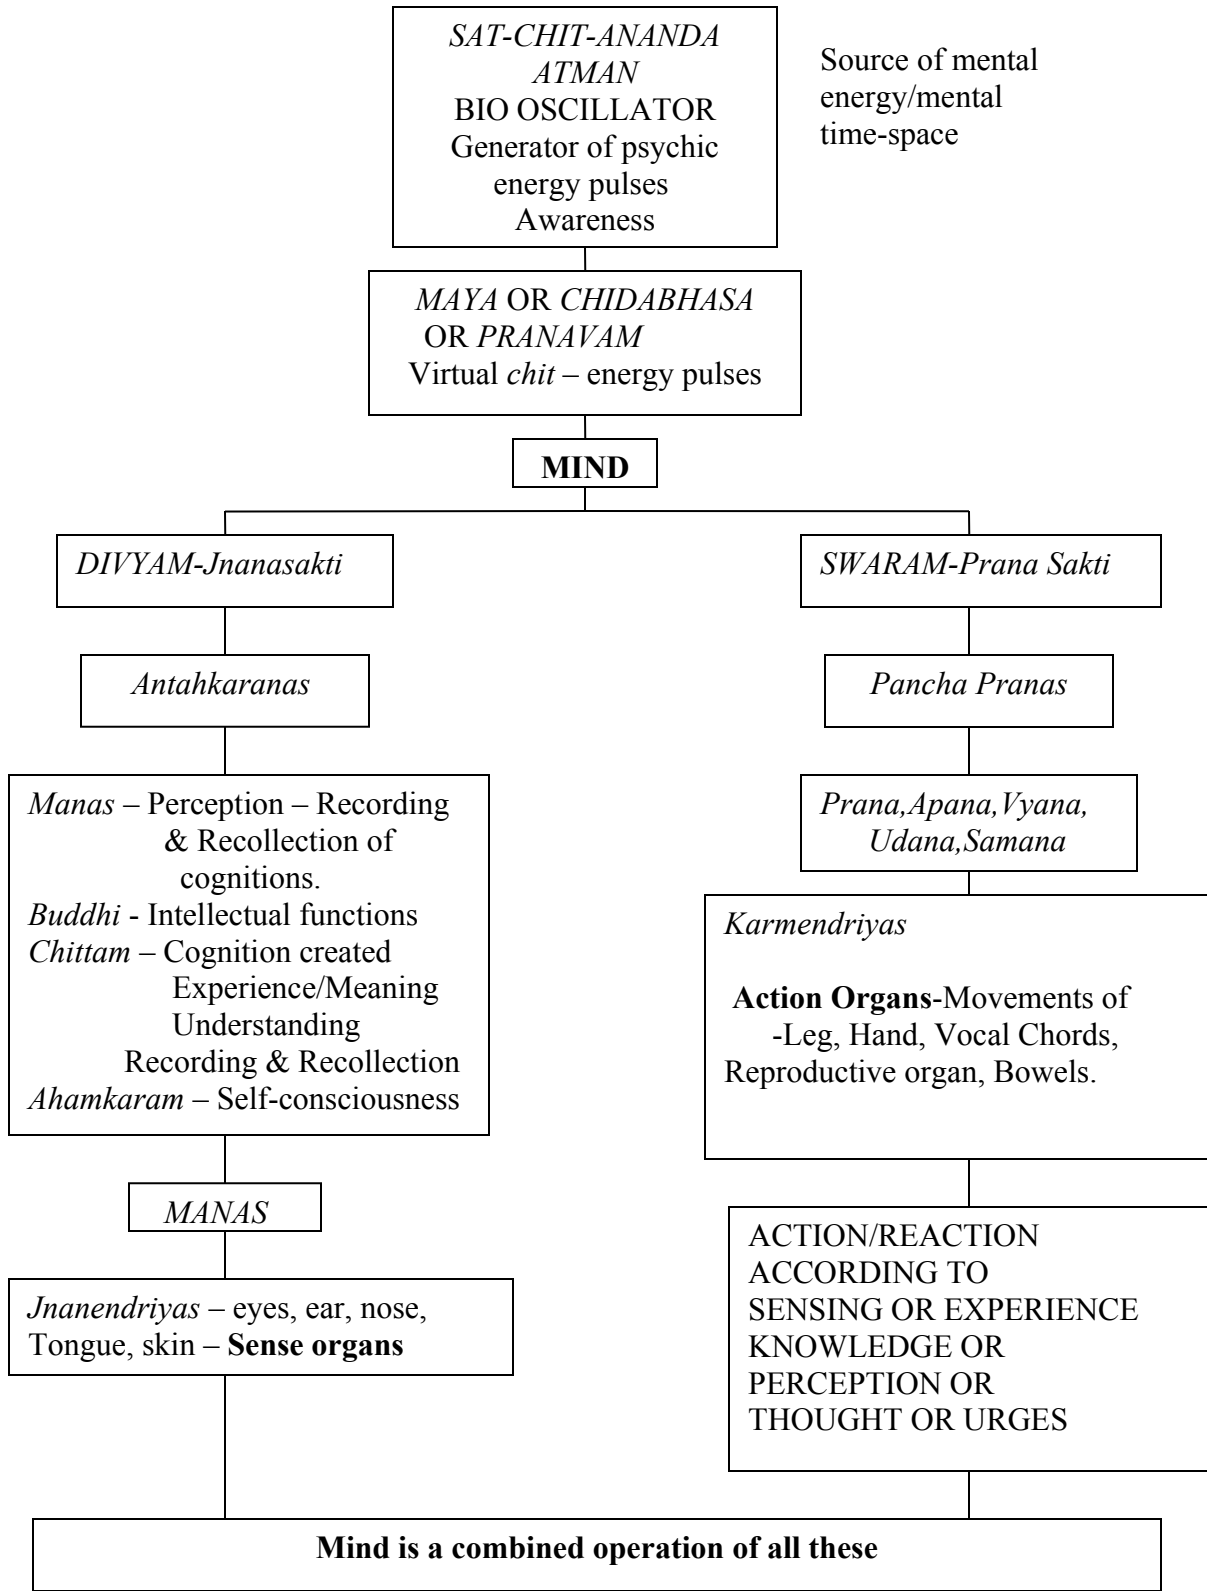 SAT-CHIT-ANANDA
ATMAN
BIO OSCILLATOR
Generator of psychic
energy pulses
Awareness
Source of mental
energy/mental
time-space
MAYA OR CHIDABHASA
OR PRANAVAM
Virtual chit – energy pulses
MIND
DIVYAM-Jnanasakti
Antahkaranas
Manas – Perception – Recording
& Recollection of
cognitions.
Buddhi - Intellectual functions
Chittam – Cognition created
Experience/Meaning
Understanding
Recording & Recollection
Ahamkaram – Self-consciousness
MANAS
Jnanendriyas – eyes, ear, nose,
Tongue, skin – Sense organs
SWARAM-Prana Sakti
Pancha Pranas
Prana,Apana,Vyana,
Udana,Samana
Karmendriyas
Action Organs-Movements of
-Leg, Hand, Vocal Chords,
Reproductive organ, Bowels.
ACTION/REACTION
ACCORDING TO
SENSING OR EXPERIENCE
KNOWLEDGE OR
PERCEPTION OR
THOUGHT OR URGES
Mind is a combined operation of all these